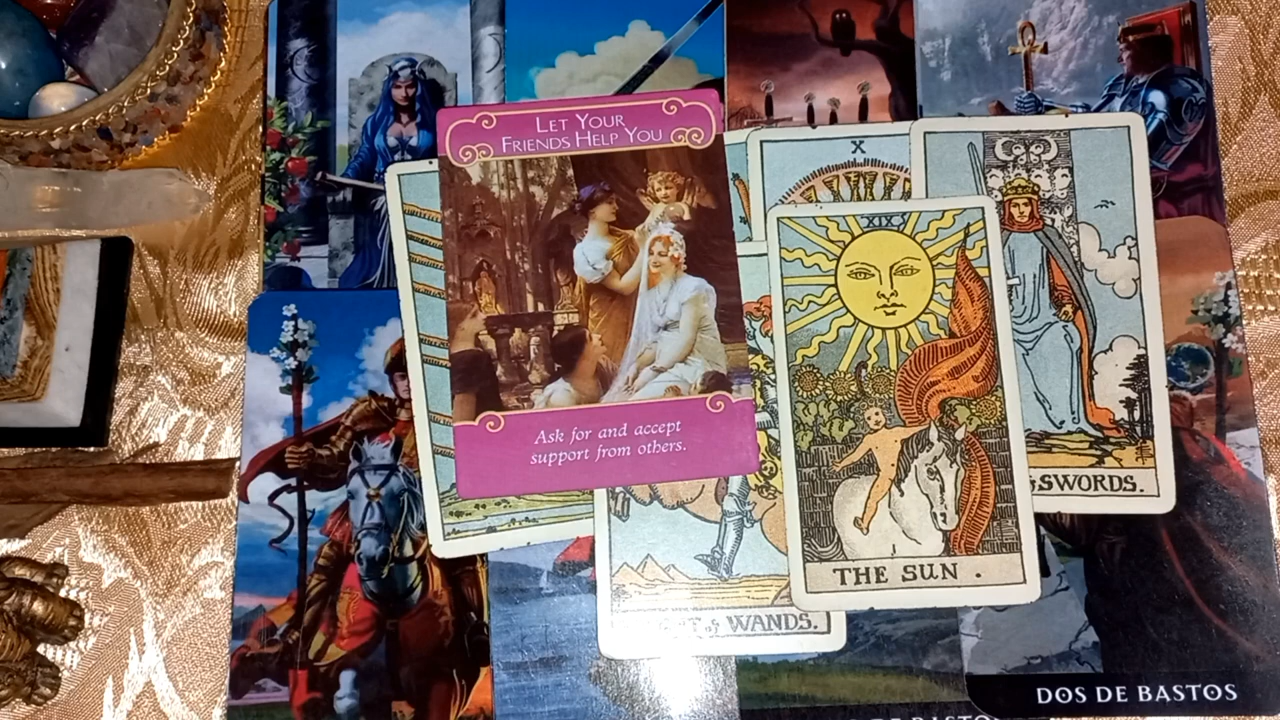 LET YOUR
FRIENDS HELP YOU
Ask for and accept
support from others.
X
XIX
THE SUN .
SWORDS.
WANDS.
DOS DE BASTOS